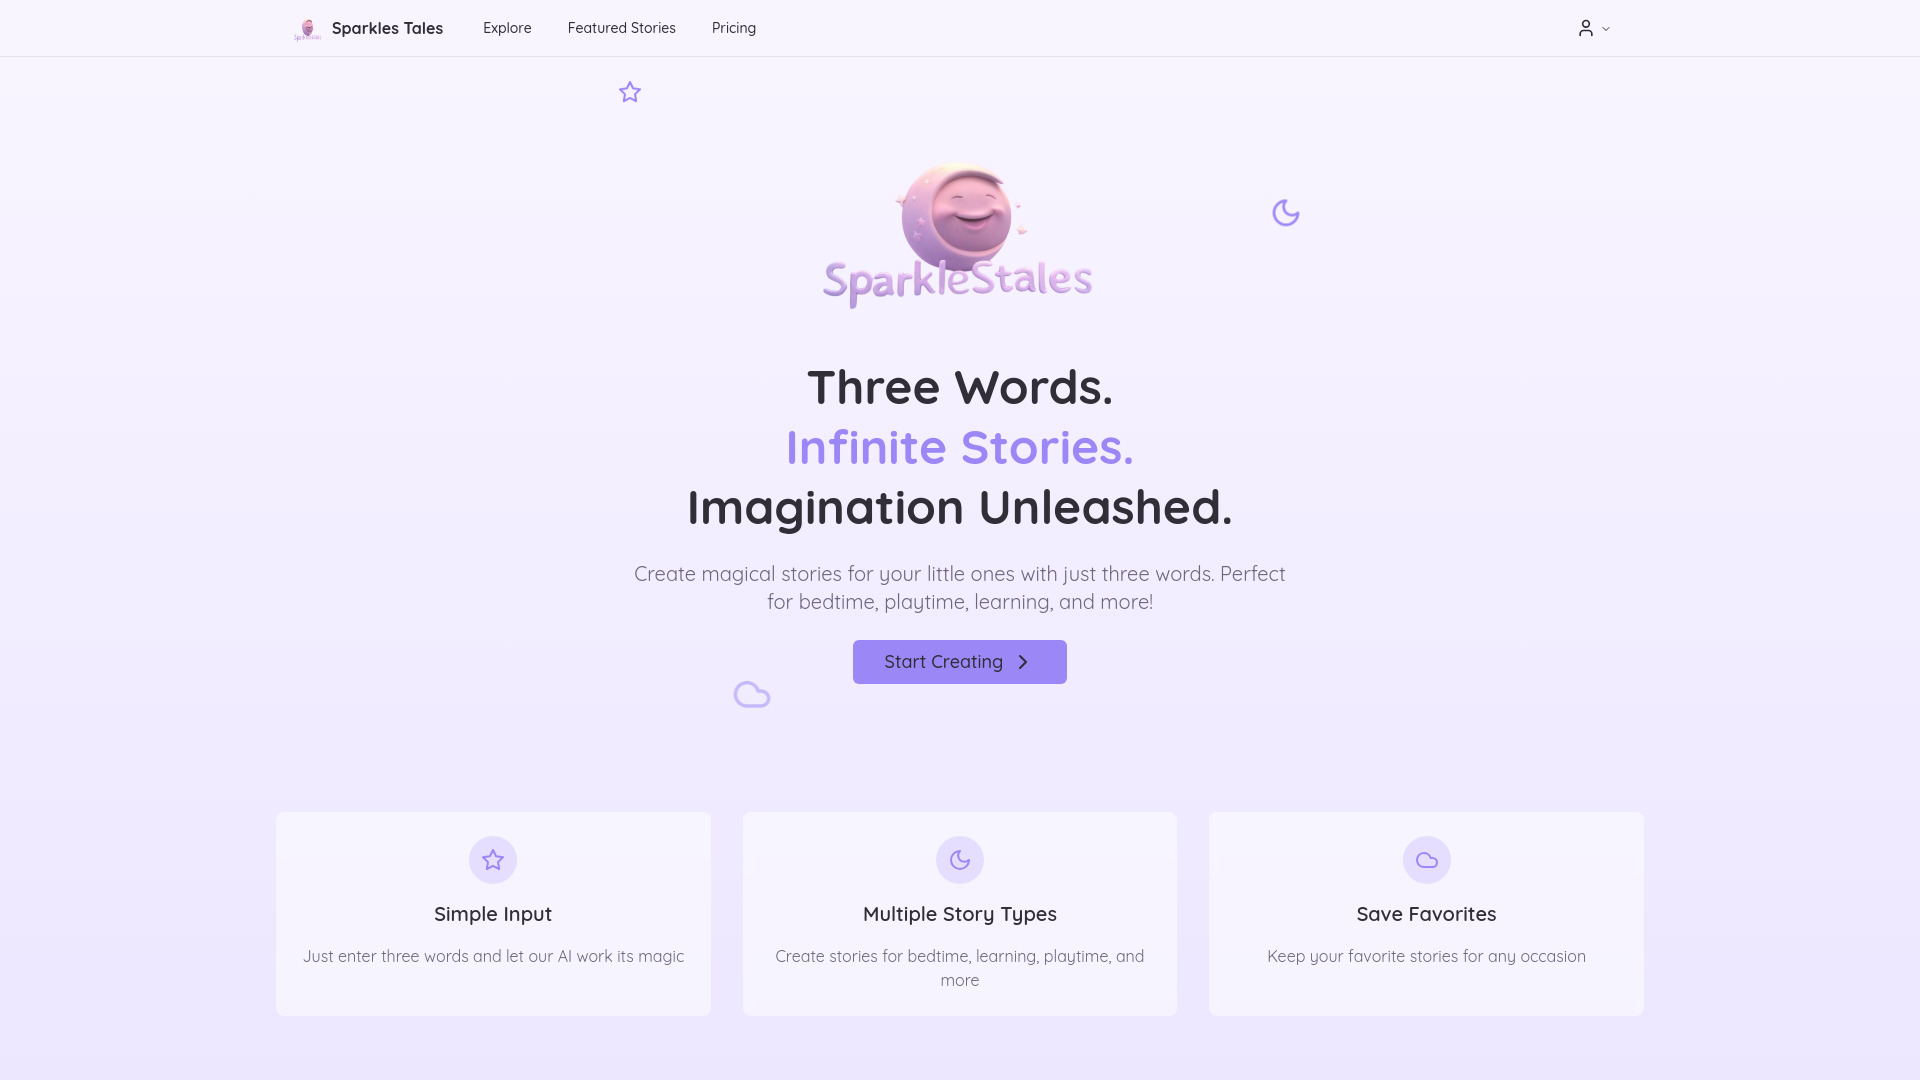 Sparkles Tales
Explore
Featured Stories
Pricing
SparkleStales
Three Words.
Infinite Stories.
Imagination Unleashed.
Create magical stories for your little ones with just three words. Perfect
for bedtime, playtime, learning, and more!
Start Creating
Simple Input
Just enter three words and let our AI work its magic
Multiple Story Types
Create stories for bedtime, learning, playtime, and
more
Save Favorites
Keep your favorite stories for any occasion